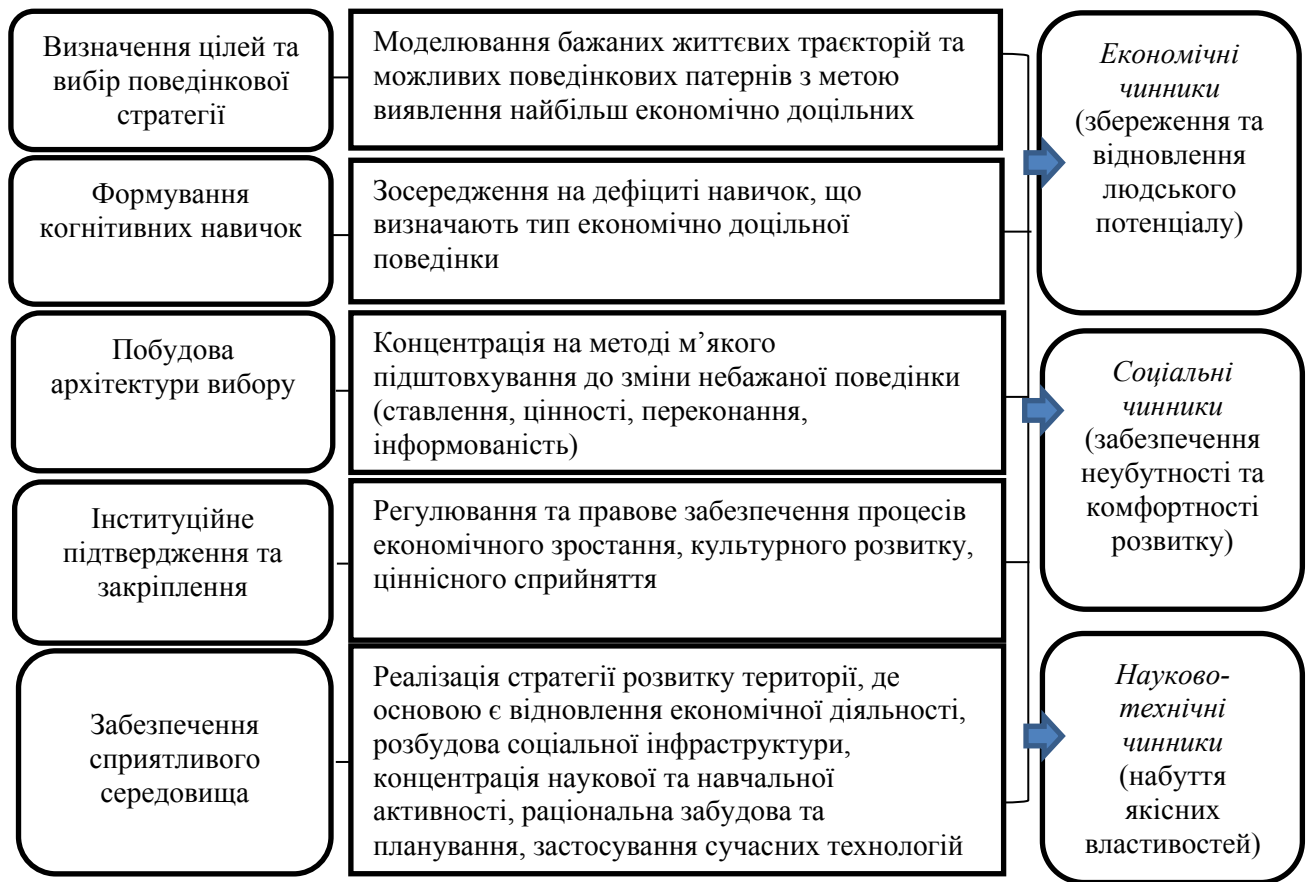 Визначення цілей та
вибір поведінкової
стратегії
Моделювання бажаних життєвих траєкторій та
можливих поведінкових патернів з метою
виявлення найбільш економічно доцільних
Формування
когнітивних навичок
Зосередження на дефіциті навичок, що
визначають тип економічно доцільної
поведінки
Побудова
архітектури вибору
Концентрація на методі м’якого
підштовхування до зміни небажаної поведінки
(ставлення, цінності, переконання,
інформованість)
Інституційне
підтвердження та
закріплення
Регулювання та правове забезпечення процесів
економічного зростання, культурного розвитку,
ціннісного сприйняття
Забезпечення
сприятливого
середовища
Реалізація стратегії розвитку території, де
основою є відновлення економічної діяльності,
розбудова соціальної інфраструктури,
концентрація наукової та навчальної
активності, раціональна забудова та
планування, застосування сучасних технологій
Економічні
чинники
(збереження та
відновлення
людського
потенціалу)
Соціальні
чинники
(забезпечення
неубутності та
комфортності
розвитку)
Науково-
технічні
чинники
(набуття
якісних
властивостей)